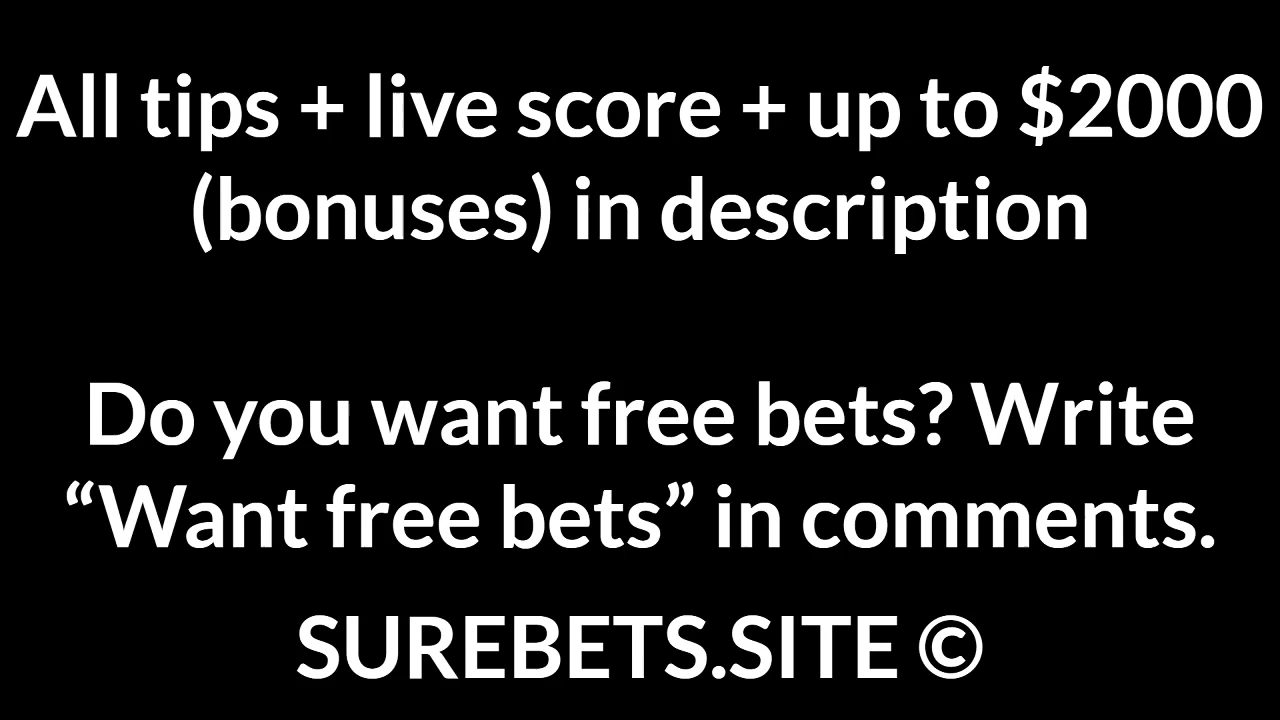 All tips + live score + up to $2000
(bonuses) in description
Do you want free bets? Write
“Want free bets” in comments.
SUREBETS.SITE ©